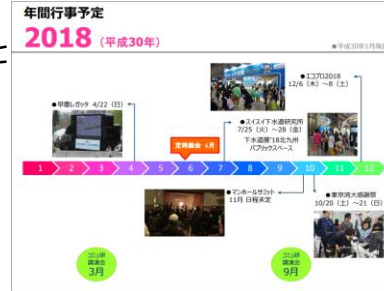 年間行事予定
2018（平成30年）
●平成30年1月現在
●早慶レガッタ 4/22（日）
●エコプロ2018
12/6（木）～8（土）
●スイスイ下水道研究所
7/25（火）～28（金）
下水道展'18北九州
パブリックスペース
定時総会 6月
1 2 3 4 5 6 7 8 9 10 11 12
●マンホールサミット
11月 日程未定
●東京湾大感謝祭
10/20（土）～21（日）
コミュ研
講演会
3月
コミュ研
講演会
9月